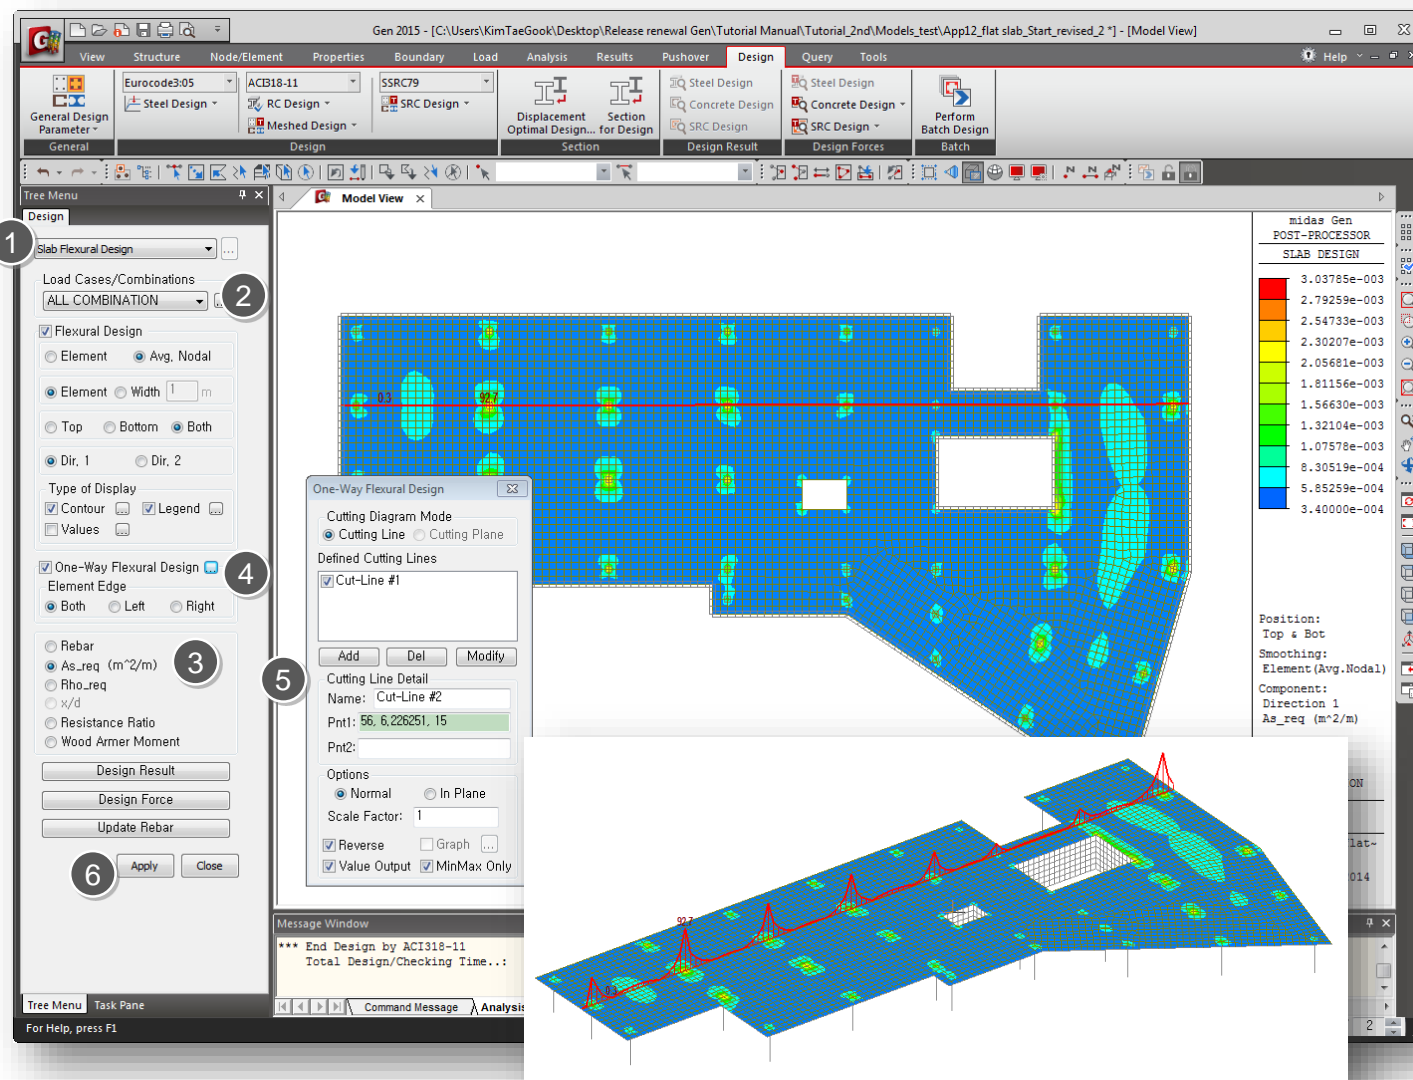 Gen 2015 - [C:\Users\KimTaeGook\Desktop\Release renewal Gen\Tutorial Manual\Tutorial_2nd\Models_test\App12_flat slab_Start_revised_2 *] - [Model View]
View Structure Node/Element Properties Boundary Load Analysis Results Pushover Design Query Tools Help
General Design Parameter
General
Eurocode3:05
Steel Design
ACI318-11
RC Design
Meshed Design
SSRC79
SRC Design
Design
Displacement Optimal Design...
Section for Design
Section
Steel Design
Concrete Design
SRC Design
Design Result
Steel Design
Concrete Design
SRC Design
Design Forces
Perform Batch Design
Batch
Tree Menu
Design
1
Slab Flexural Design
Load Cases/Combinations
ALL COMBINATION
2
Flexural Design
Element Avg. Nodal
Element Width 1 m
Top Bottom Both
Dir. 1 Dir. 2
Type of Display
Contour Legend
Values
One-Way Flexural Design
4
Element Edge
Both Left Right
Rebar
As_req (m^2/m)
3
Rho_req
x/d
Resistance Ratio
Wood Armer Moment
Design Result
Design Force
Update Rebar
6
Apply Close
Tree Menu Task Pane
For Help, press F1
Model View
0.3
92.7
One-Way Flexural Design
Cutting Diagram Mode
Cutting Line Cutting Plane
Defined Cutting Lines
Cut-Line #1
Add Del Modify
5
Cutting Line Detail
Name: Cut-Line #2
Pnt1: 56, 6,226251, 15
Pnt2:
Options
Normal In Plane
Scale Factor: 1
Reverse Graph
Value Output MinMax Only
midas Gen
POST-PROCESSOR
SLAB DESIGN
3.03785e-003
2.79259e-003
2.54733e-003
2.30207e-003
2.05681e-003
1.81156e-003
1.56630e-003
1.32104e-003
1.07578e-003
8.30519e-004
5.85259e-004
3.40000e-004
Position:
Top & Bot
Smoothing:
Element(Avg.Nodal)
Component:
Direction 1
As_req (m^2/m)
ON
lat~
014
92.7
0.3
Message Window
*** End Design by ACI318-11
Total Design/Checking Time..:
Command Message Analysis
2